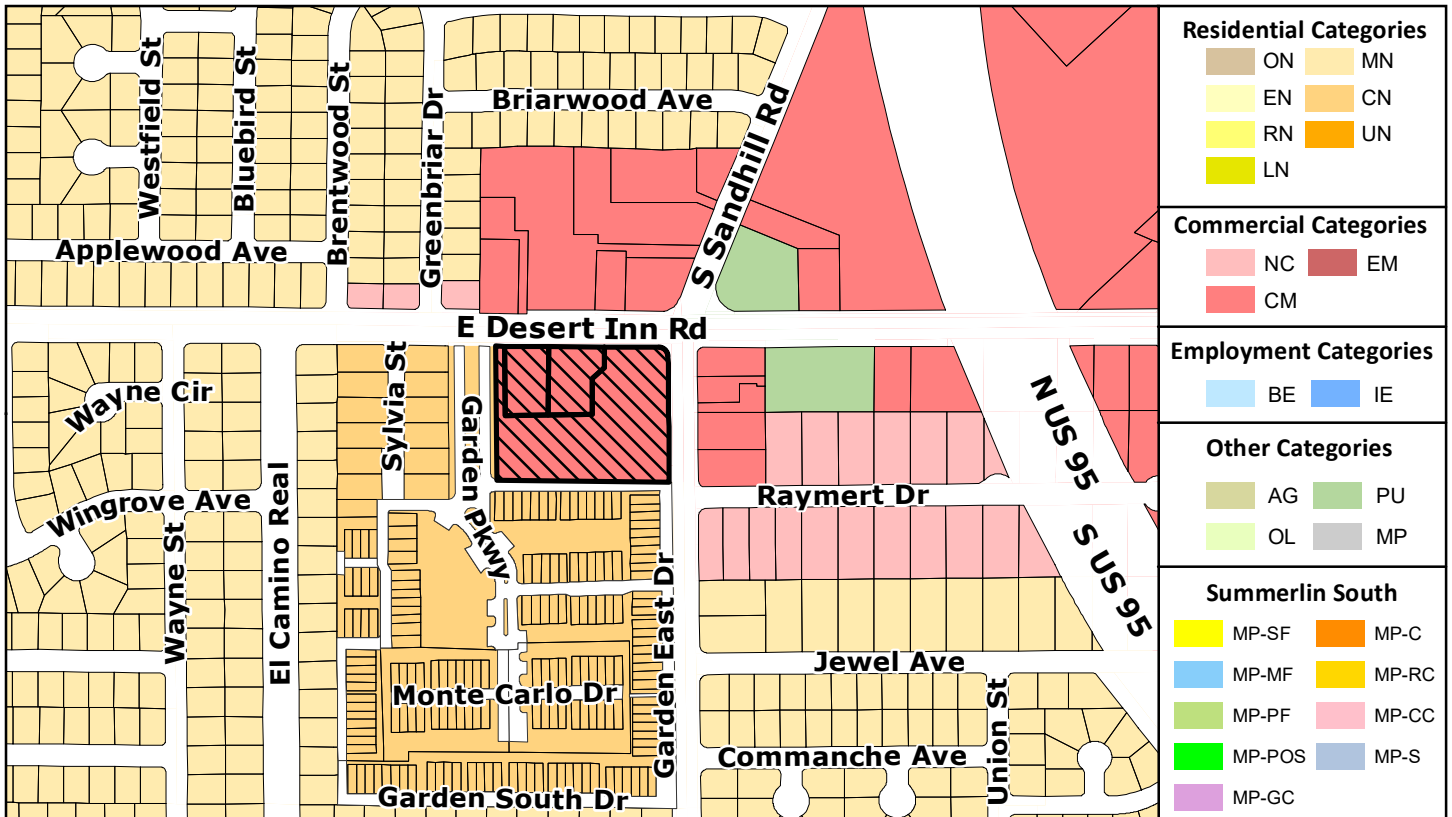 Westfield St
Bluebird St
Brentwood St
Greenbriar Dr
Briarwood Ave
S Sandhill Rd
Applewood Ave
E Desert Inn Rd
Wayne Cir
Sylvia St
Garden Pkwy
N US 95
Wingrove Ave
El Camino Real
Raymert Dr
Wayne St
S US 95
Garden East Dr
Jewel Ave
Monte Carlo Dr
Union St
Commanche Ave
Garden South Dr
Residential Categories
ON MN
EN CN
RN UN
LN
Commercial Categories
NC EM
CM
Employment Categories
BE IE
Other Categories
AG PU
OL MP
Summerlin South
MP-SF MP-C
MP-MF MP-RC
MP-PF MP-CC
MP-POS MP-S
MP-GC